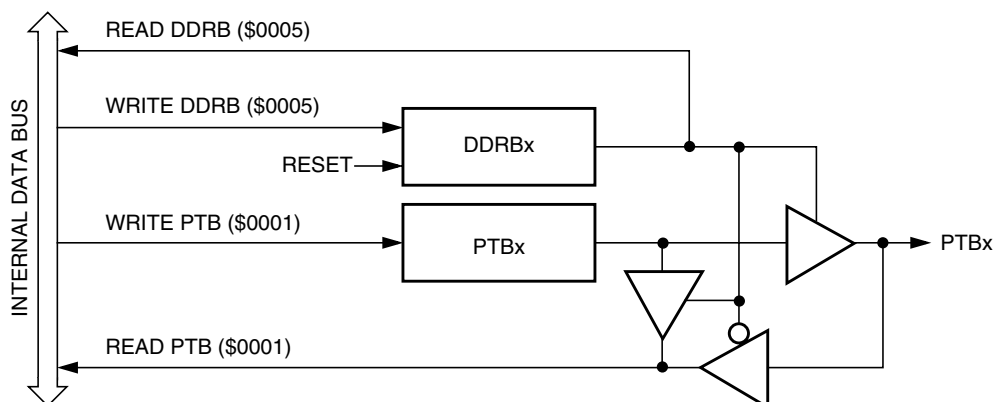 READ DDRB ($0005)
WRITE DDRB ($0005)
DDRBx
RESET
INTERNAL DATA BUS
WRITE PTB ($0001)
PTBx
PTBx
READ PTB ($0001)